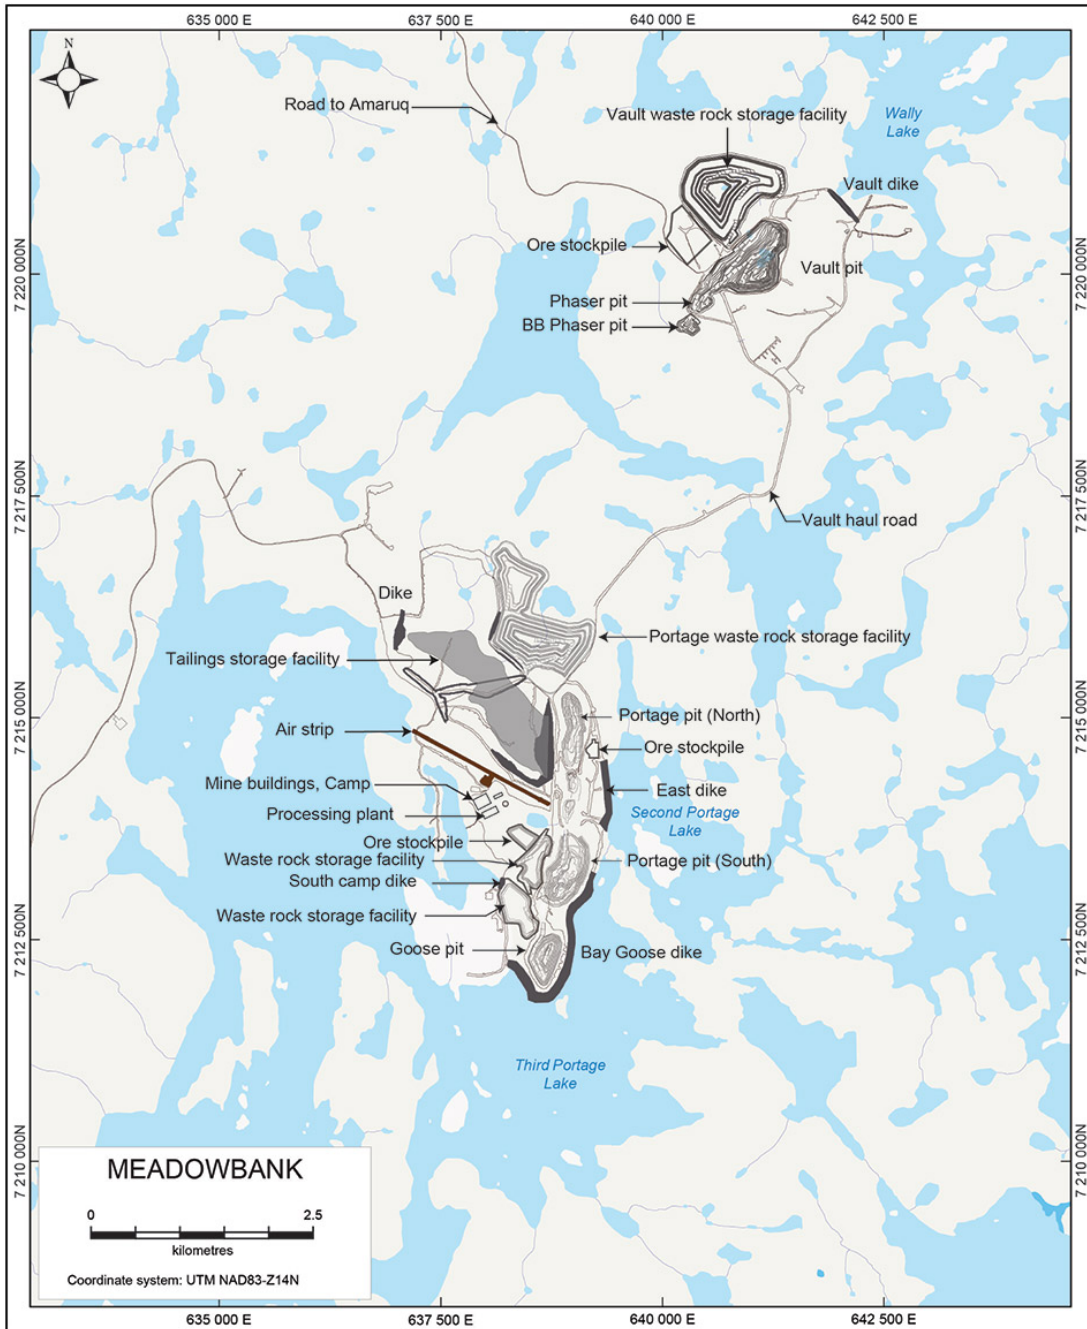 635 000 E
637 500 E
640 000 E
642 500 E
N
Road to Amaruq
Vault waste rock storage facility
Wally
Lake
Vault dike
Ore stockpile
Vault pit
7 220 000N
7 220 000N
Phaser pit
BB Phaser pit
7 217 500N
7 217 500N
Vault haul road
Dike
Portage waste rock storage facility
Tailings storage facility
7 215 000N
7 215 000N
Portage pit (North)
Air strip
Ore stockpile
Mine buildings, Camp
East dike
Processing plant
Second Portage
Lake
Ore stockpile
Waste rock storage facility
Portage pit (South)
South camp dike
Waste rock storage facility
7 212 500N
7 212 500N
Goose pit
Bay Goose dike
Third Portage
Lake
7 210 000N
7 210 000N
MEADOWBANK
0
2.5
kilometres
Coordinate system: UTM NAD83-Z14N
635 000 E
637 500 E
640 000 E
642 500 E